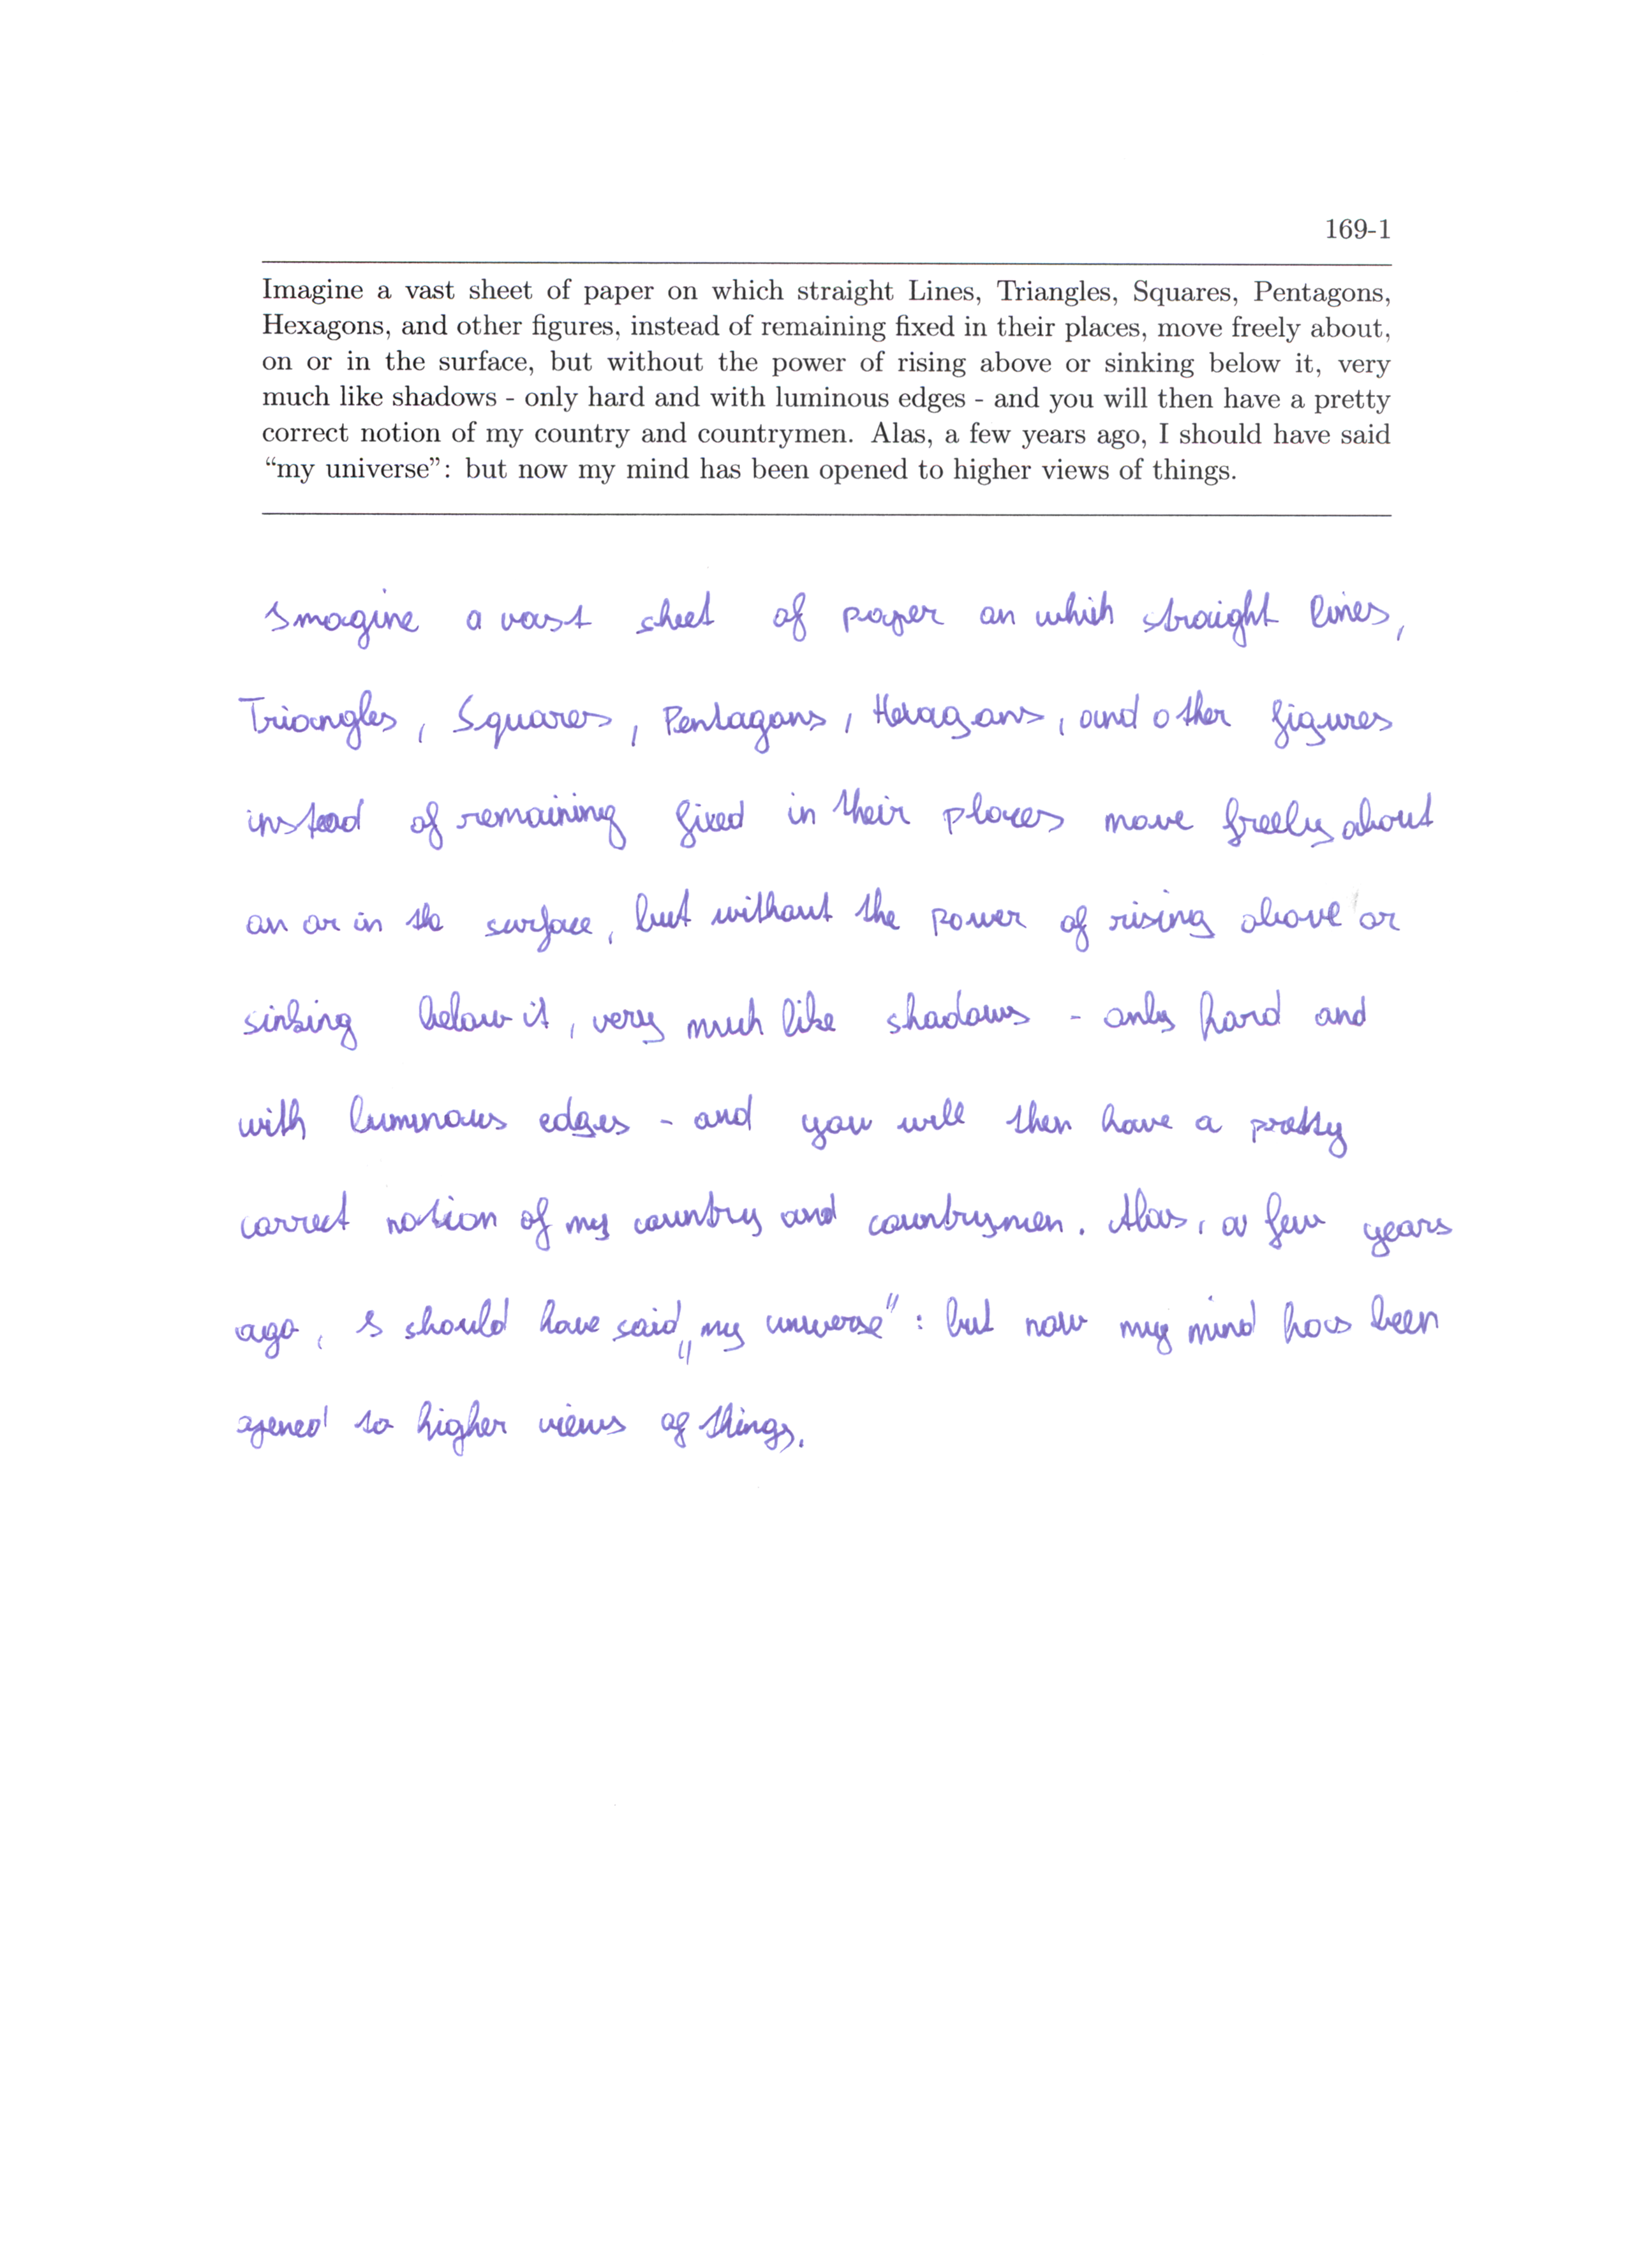 169-1
Imagine a vast sheet of paper on which straight Lines, Triangles, Squares, Pentagons,
Hexagons, and other figures, instead of remaining fixed in their places, move freely about,
on or in the surface, but without the power of rising above or sinking below it, very
much like shadows - only hard and with luminous edges - and you will then have a pretty
correct notion of my country and countrymen. Alas, a few years ago, I should have said
“my universe”: but now my mind has been opened to higher views of things.
Imagine a vast sheet of paper on which straight lines,
Triangles, Squares, Pentagons, Hexagons, and other figures
instead of remaining fixed in their places move freely about
on or in the surface, but without the power of rising above or
sinking below it, very much like shadows - only hard and
with luminous edges - and you will then have a pretty
correct notion of my country and countrymen. Alas, a few years
ago, I should have said „my universe": but now my mind has been
opened to higher views of things.